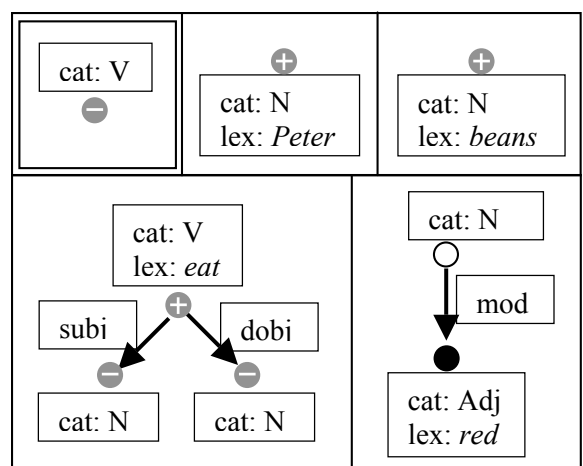 cat: V
−
+
cat: N
lex: Peter
+
cat: N
lex: beans
cat: V
lex: eat
+
subj
dobj
−
−
cat: N
cat: N
cat: N
mod
cat: Adj
lex: red